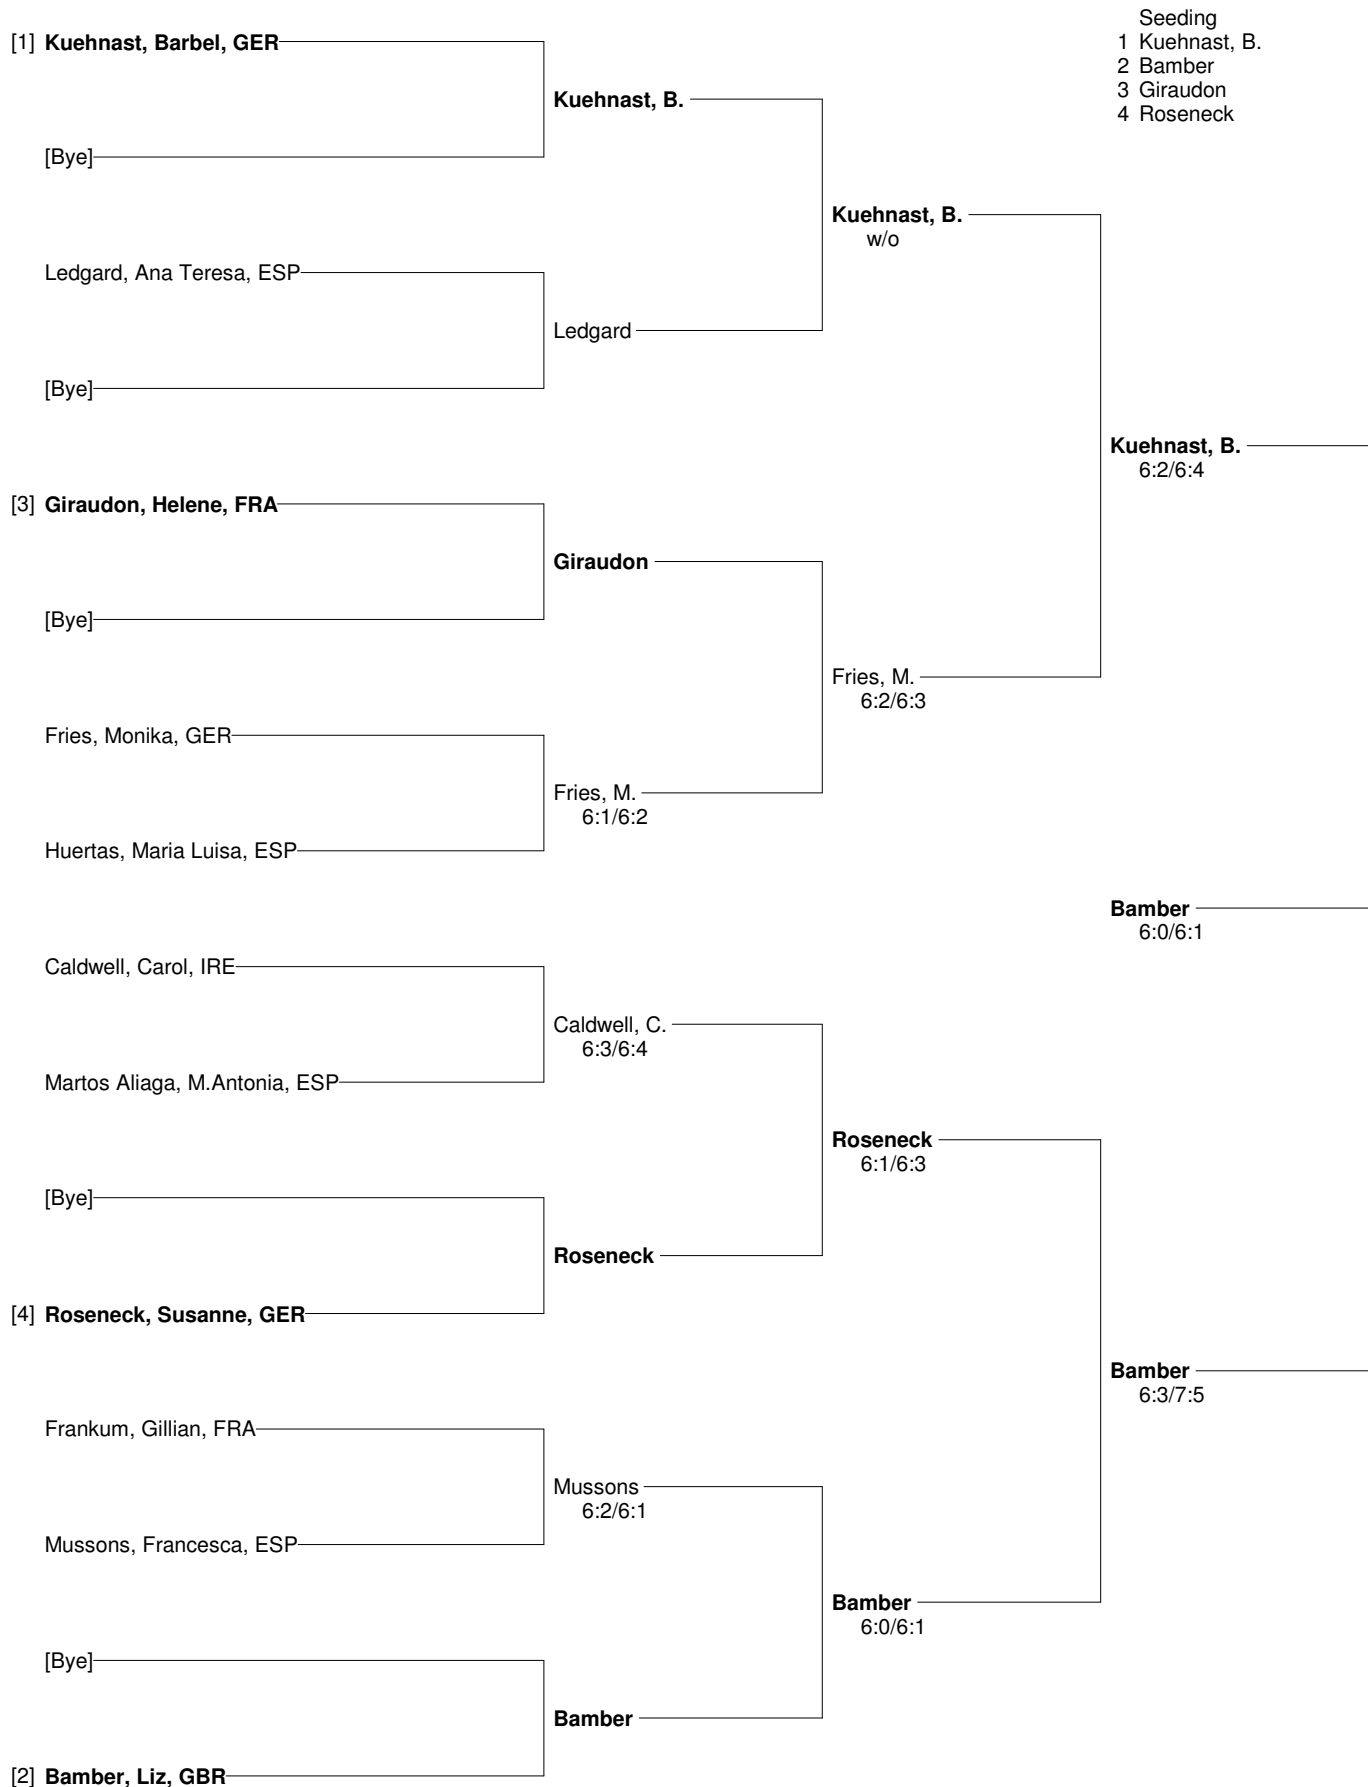 Seeding
1 Kuehnast, B.
2 Bamber
3 Giraudon
4 Roseneck
[1] Kuehnast, Barbel, GER
Kuehnast, B.
[Bye]
Kuehnast, B.
w/o
Ledgard, Ana Teresa, ESP
Ledgard
[Bye]
Kuehnast, B.
6:2/6:4
[3] Giraudon, Helene, FRA
Giraudon
[Bye]
Fries, M.
6:2/6:3
Fries, Monika, GER
Fries, M.
6:1/6:2
Huertas, Maria Luisa, ESP
Bamber
6:0/6:1
Caldwell, Carol, IRE
Caldwell, C.
6:3/6:4
Martos Aliaga, M.Antonia, ESP
Roseneck
6:1/6:3
[Bye]
Roseneck
[4] Roseneck, Susanne, GER
Bamber
6:3/7:5
Frankum, Gillian, FRA
Mussons
6:2/6:1
Mussons, Francesca, ESP
Bamber
6:0/6:1
[Bye]
Bamber
[2] Bamber, Liz, GBR